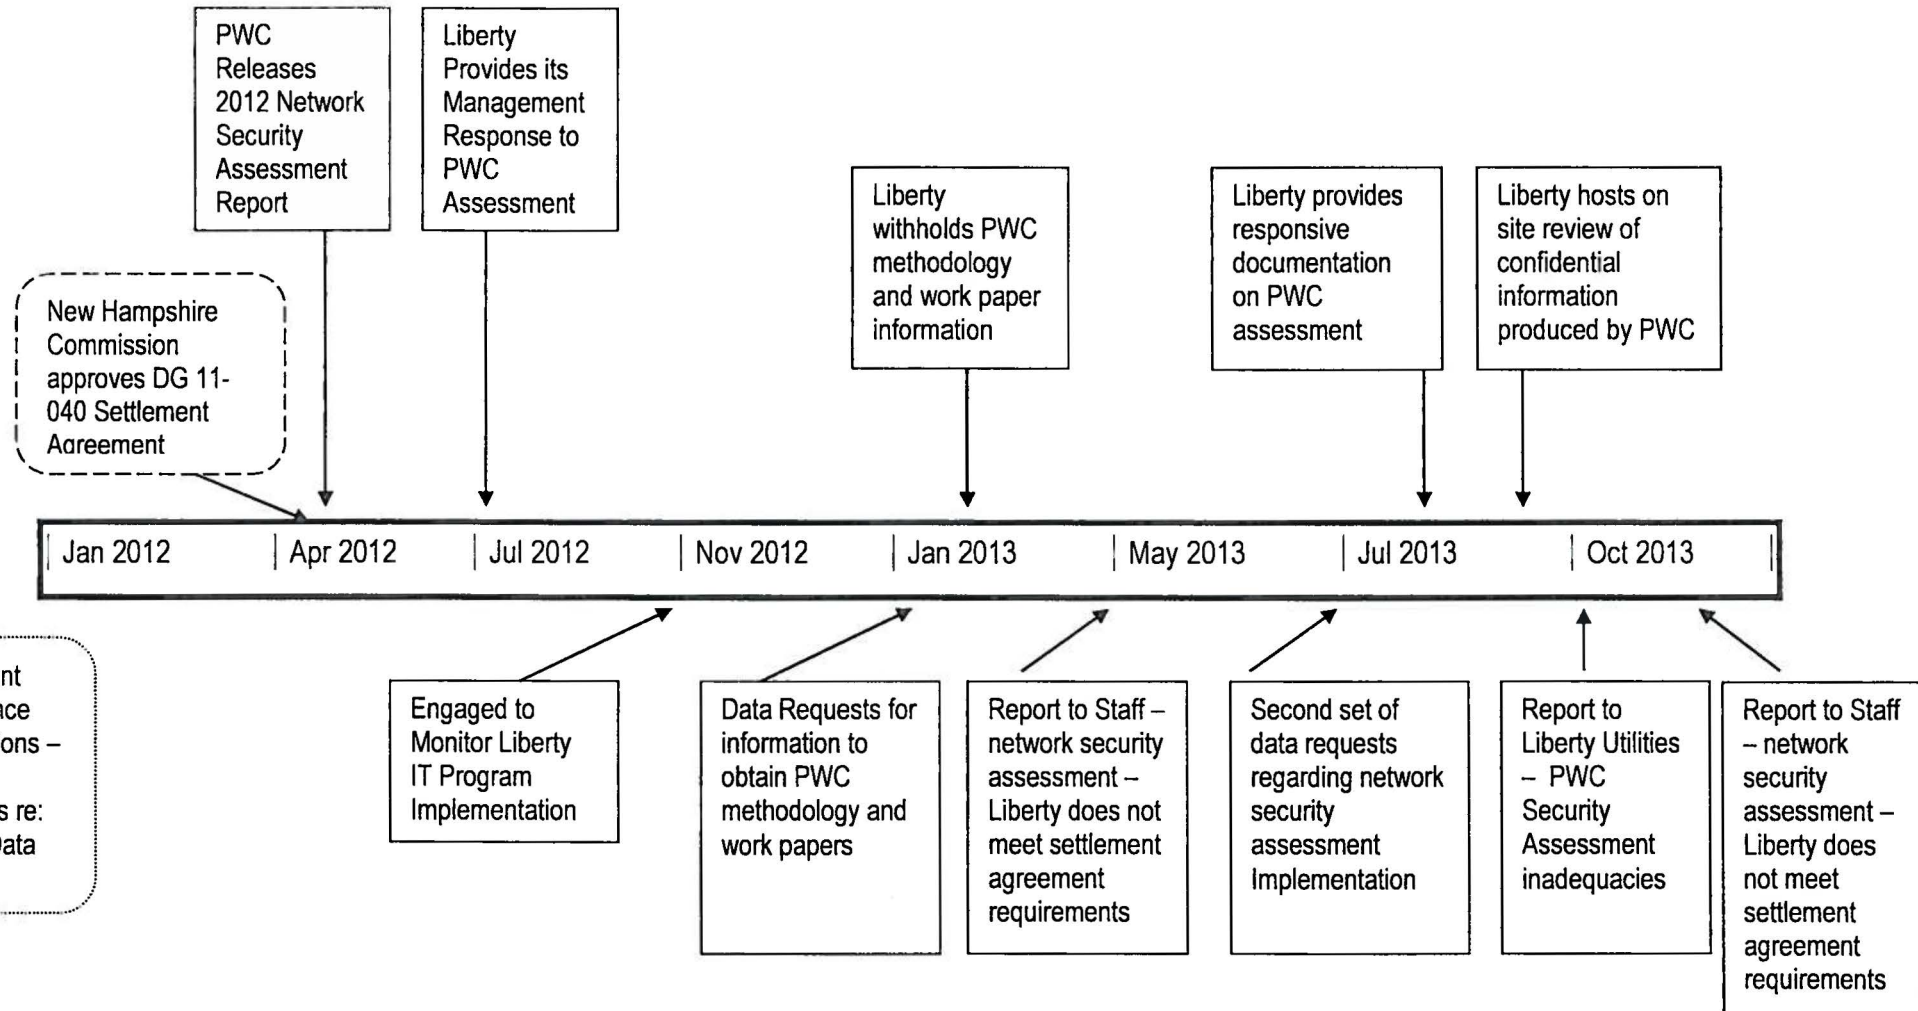 PWC
Releases
2012 Network
Security
Assessment
Report
Liberty
Provides its
Management
Response to
PWC
Assessment
New Hampshire
Commission
approves DG 11-
040 Settlement
Agreement
Liberty
withholds PWC
methodology
and work paper
information
Liberty provides
responsive
documentation
on PWC
assessment
Liberty hosts on
site review of
confidential
information
produced by PWC
Jan 2012
Apr 2012
Jul 2012
Nov 2012
Jan 2013
May 2013
Jul 2013
Oct 2013
re:
Engaged to
Monitor Liberty
IT Program
Implementation
Data Requests for
information to
obtain PWC
methodology and
work papers
Report to Staff –
network security
assessment –
Liberty does not
meet settlement
agreement
requirements
Second set of
data requests
regarding network
security
assessment
Implementation
Report to
Liberty Utilities
– PWC
Security
Assessment
inadequacies
Report to Staff
– network
security
assessment –
Liberty does
not meet
settlement
agreement
requirements